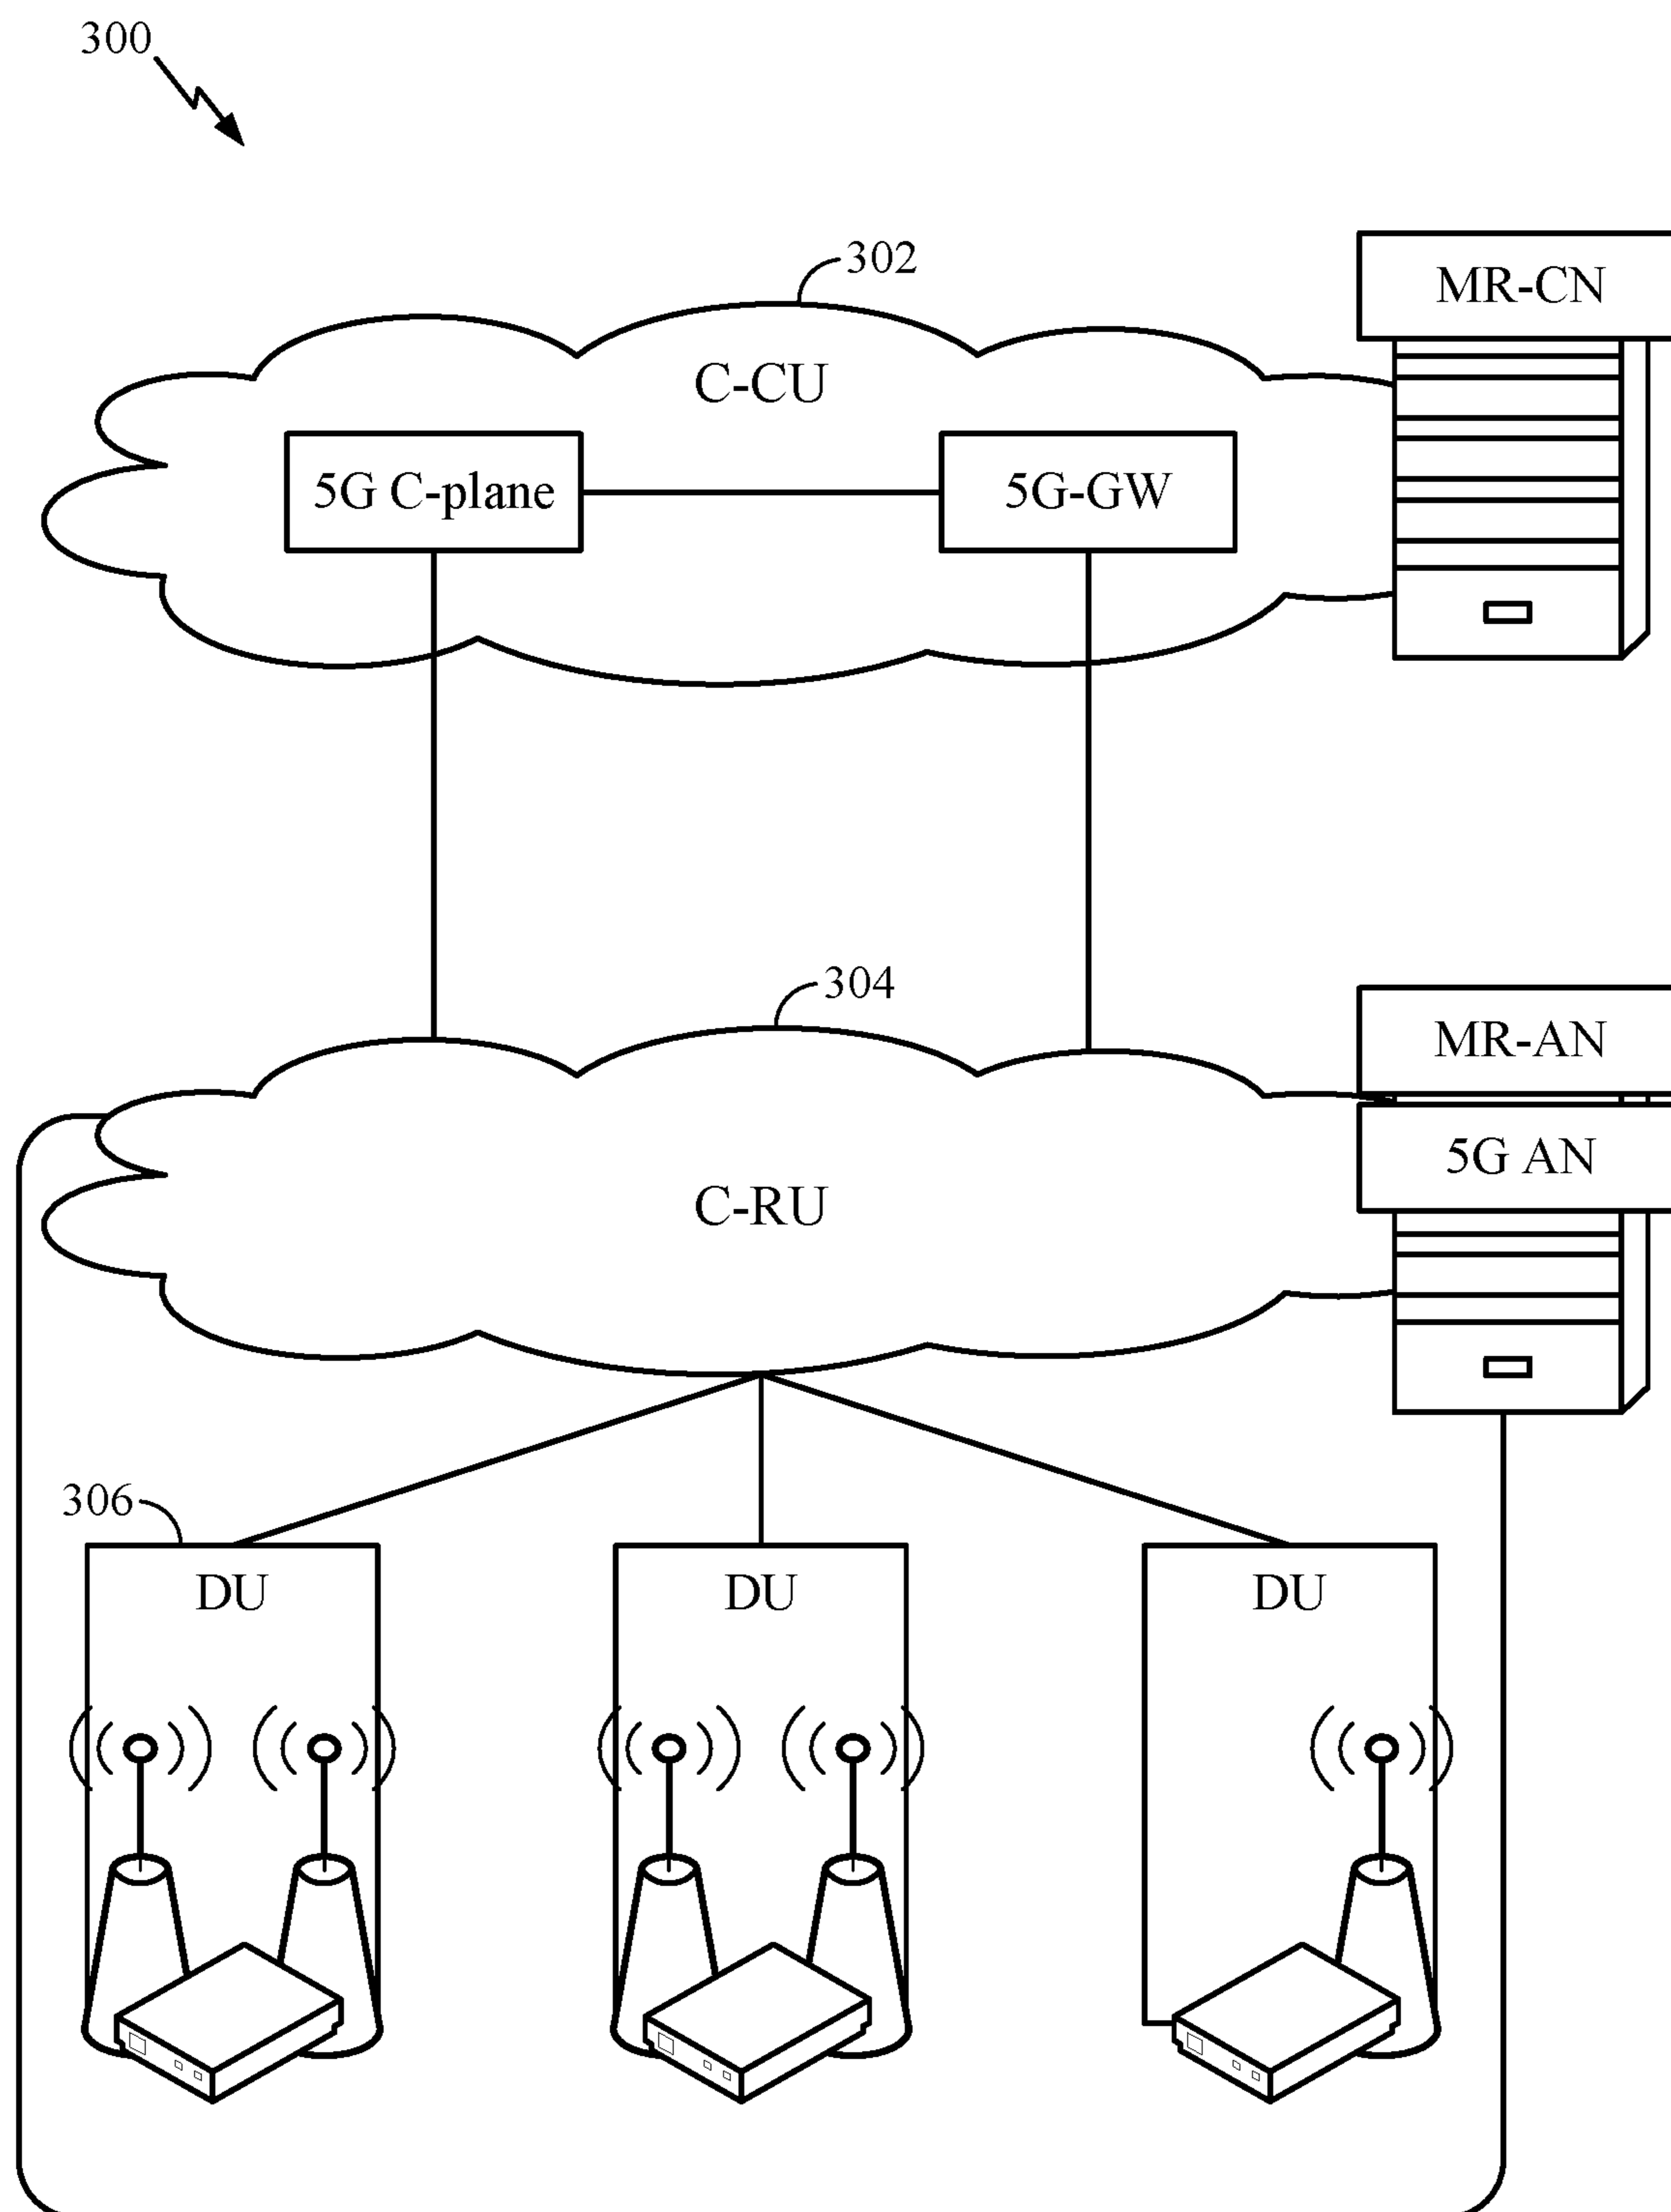 300
302
MR-CN
C-CU
5G C-plane
5G-GW
304
MR-AN
5G AN
C-RU
306
DU
DU
DU